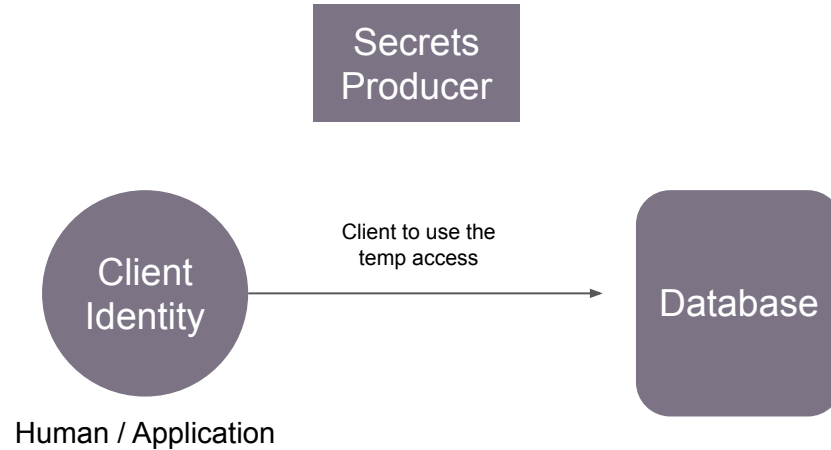 Secrets
Producer
Client to use the
temp access
Client
Identity
Database
Human / Application